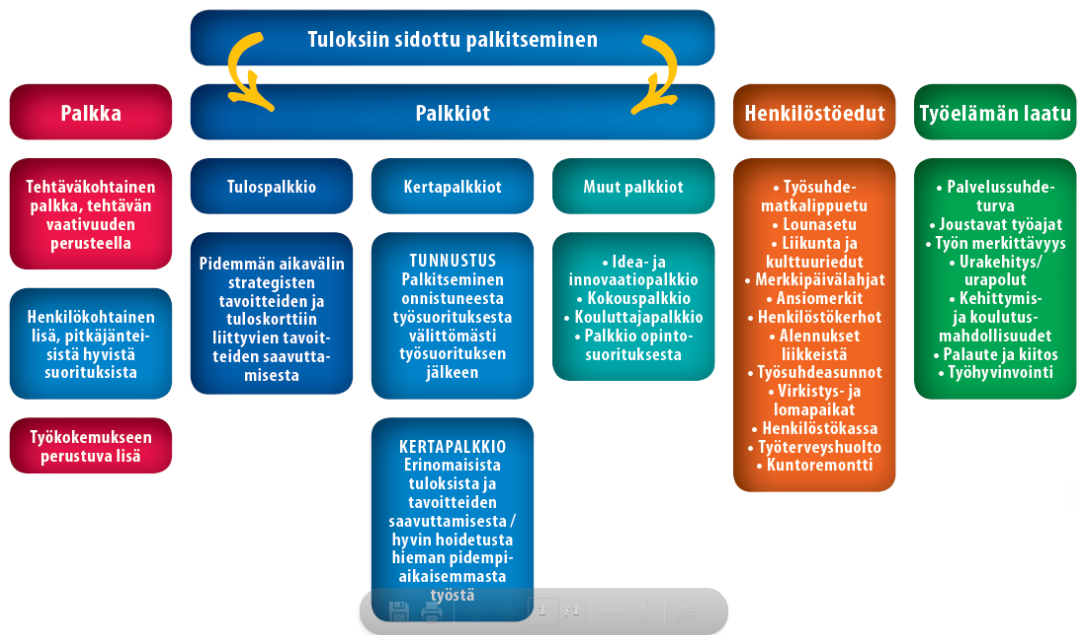 Tuloksiin sidottu palkitseminen
Palkka
Tehtäväkohtainen
palkka, tehtävän
vaativuuden
perusteella
Henkilökohtainen
lisä, pitkäjäntei-
sistä hyvistä
suorituksista
Työkokemukseen
perustuva lisä
Palkkiot
Tulospalkkio
Pidemmän aikavälin
strategisten
tavoitteiden ja
tuloskorttiin
liittyvien tavoit-
teiden saavutta-
misesta
Kertapalkkiot
TUNNUSTUS
Palkitseminen
onnistuneesta
työsuorituksesta
välittömästi
työsuorituksen
jälkeen
KERTAPALKKIO
Erinomaisista
tuloksista ja
tavoitteiden
saavuttamisesta /
hyvin hoidetusta
hieman pidempi-
aikaisemmasta
työstä
Muut palkkiot
• Idea- ja
innovaatiopalkkio
• Kokouspalkkio
• Kouluttajapalkkio
• Palkkio opinto-
suorituksesta
Henkilöstöedut
• Työsuhde-
matkalippuetu
• Lounasetu
• Liikunta ja
kulttuuriedut
• Merkkipäivälahjat
• Ansiomerkit
• Henkilöstökerhot
• Alennukset
liikkeistä
• Työsuhdeasunnot
• Virkistys- ja
lomapaikat
• Henkilöstökassa
• Työterveyshuolto
• Kuntoremontti
Työelämän laatu
• Palvelussuhde-
turva
• Joustavat työajat
• Työn merkittävyys
• Urakehitys/
urapolut
• Kehittymis-
ja koulutus-
mahdollisuudet
• Palaute ja kiitos
• Työhyvinvointi
1 / 1